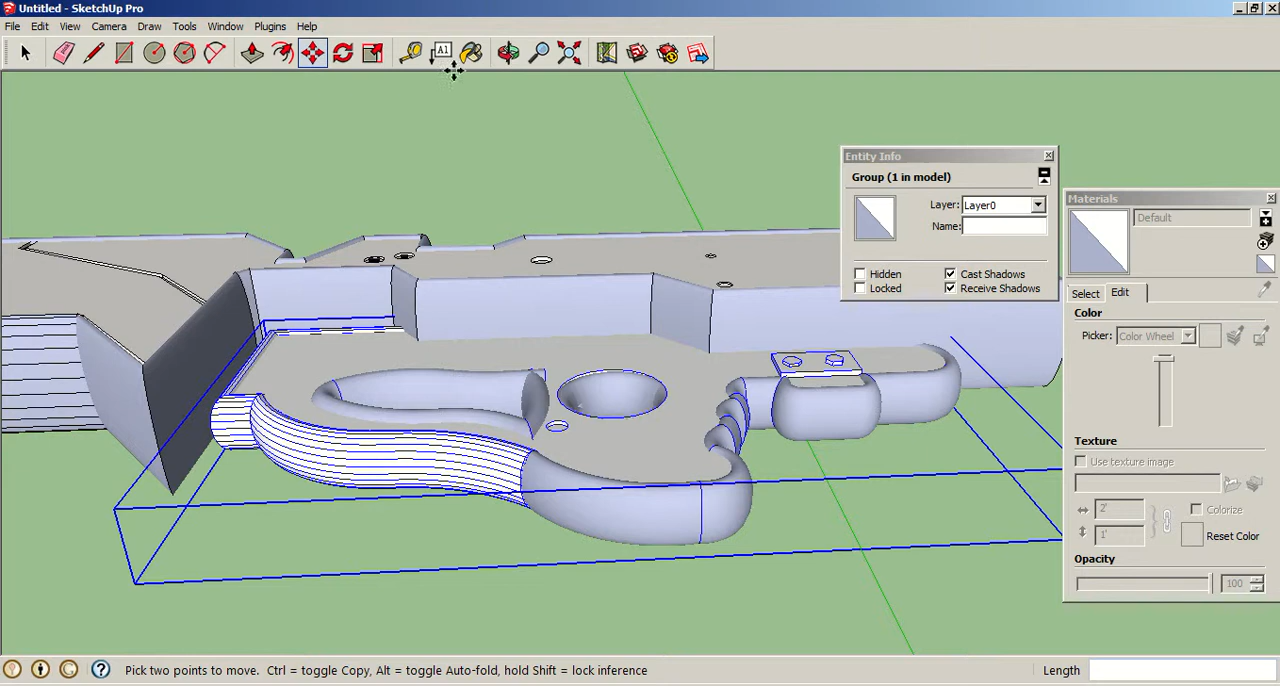 Untitled - SketchUp Pro
File Edit View Camera Draw Tools Window Plugins Help
A1
Entity Info
Group (1 in model)
Layer: Layer0
Name:
Hidden Cast Shadows
Locked Receive Shadows
Materials
Default
Select Edit
Color
Picker: Color Wheel
Texture
Use texture image
2' Colorize
1' Reset Color
Opacity
100
Pick two points to move. Ctrl = toggle Copy, Alt = toggle Auto-fold, hold Shift = lock inference
Length